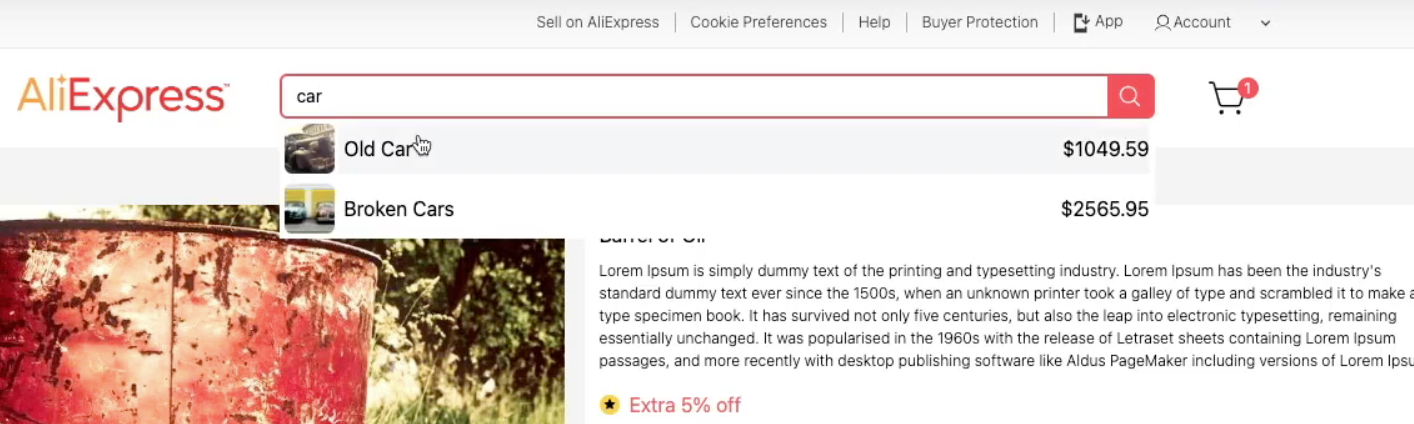 Sell on AliExpress
Cookie Preferences
Help
Buyer Protection
App
Account
AliExpress™
car
1
Old Car
$1049.59
Broken Cars
$2565.95
Lorem Ipsum is simply dummy text of the printing and typesetting industry. Lorem Ipsum has been the industry's
standard dummy text ever since the 1500s, when an unknown printer took a galley of type and scrambled it to make a
type specimen book. It has survived not only five centuries, but also the leap into electronic typesetting, remaining
essentially unchanged. It was popularised in the 1960s with the release of Letraset sheets containing Lorem Ipsum
passages, and more recently with desktop publishing software like Aldus PageMaker including versions of Lorem
Extra 5% off